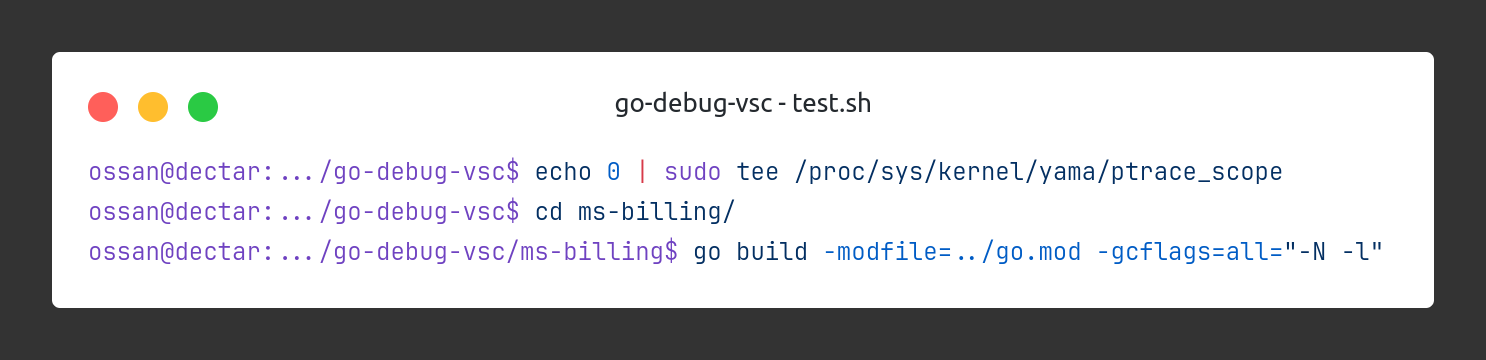 go-debug-vsc - test.sh
ossan@dectar:.../go-debug-vsc$ echo 0 | sudo tee /proc/sys/kernel/yama/ptrace_scope
ossan@dectar:.../go-debug-vsc$ cd ms-billing/
ossan@dectar:.../go-debug-vsc/ms-billing$ go build -modfile=../go.mod -gcflags=all="-N -l"